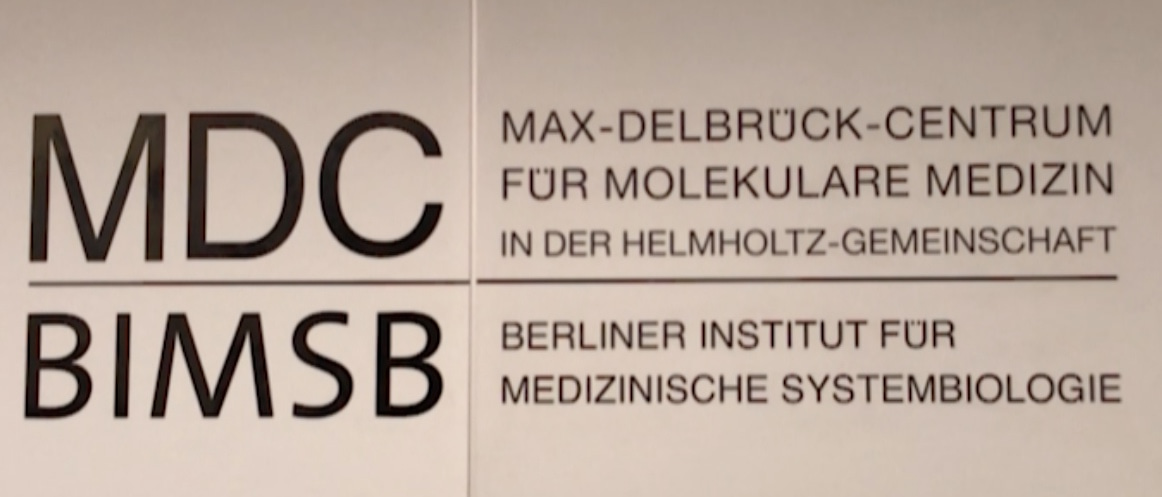 MDC
MAX-DELBRÜCK-CENTRUM
FÜR MOLEKULARE MEDIZIN
IN DER HELMHOLTZ-GEMEINSCHAFT
BIMSB
BERLINER INSTITUT FÜR
MEDIZINISCHE SYSTEMBIOLOGIE